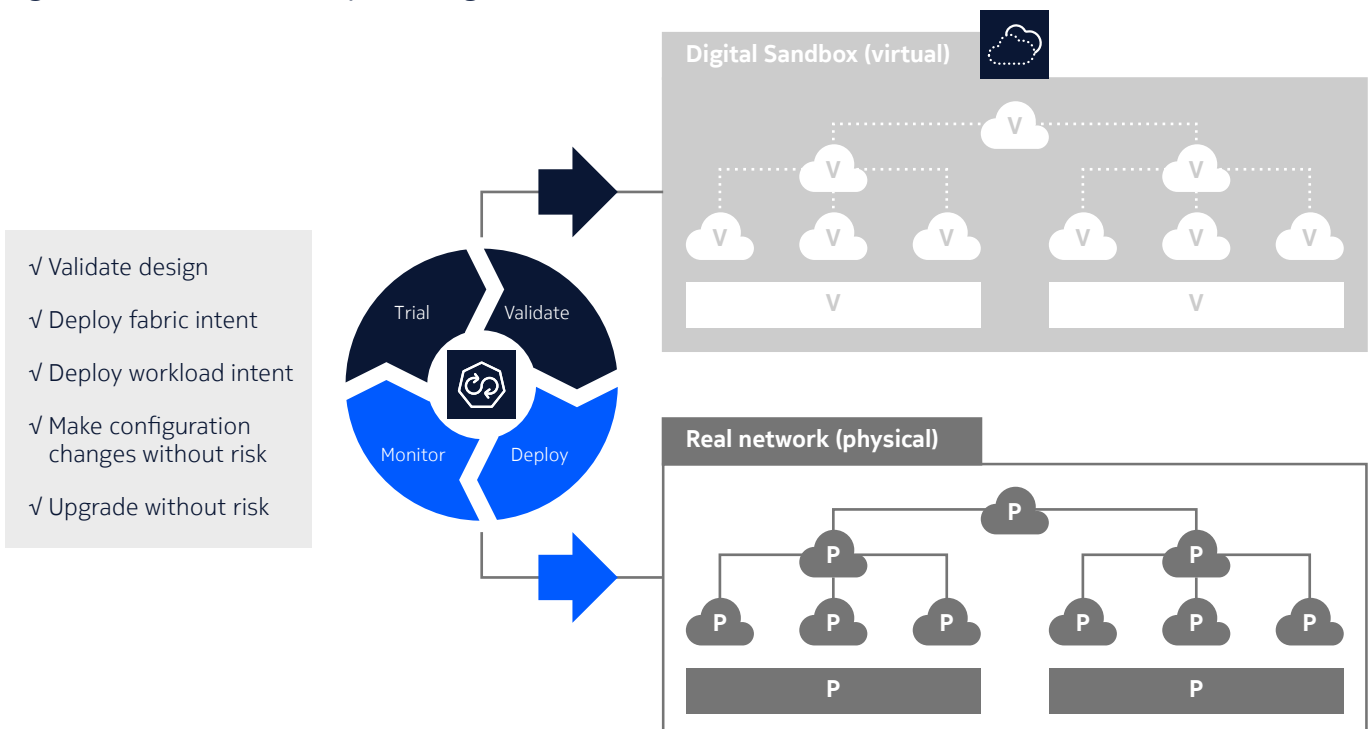 Digital Sandbox (virtual)
V
V
V
V
V
V
V
V
V
V
V
√ Validate design
√ Deploy fabric intent
√ Deploy workload intent
√ Make configuration
changes without risk
√ Upgrade without risk
Trial
Validate
Monitor
Deploy
Real network (physical)
P
P
P
P
P
P
P
P
P
P
P